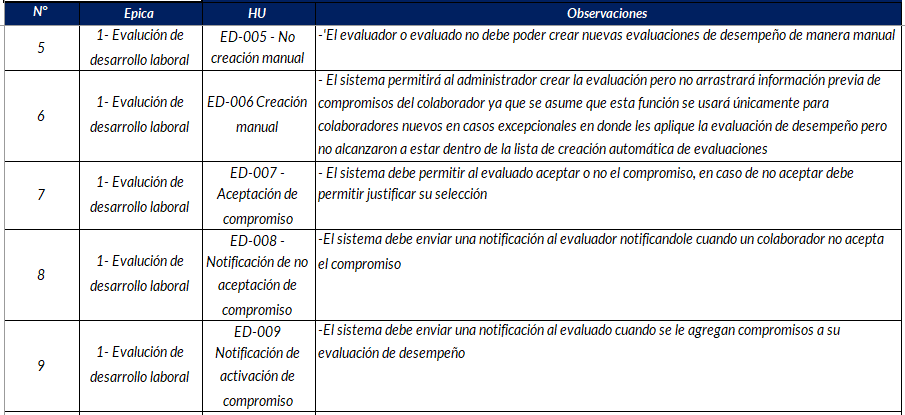 N° Epica HU Observaciones
5
1- Evalución de
desarrollo laboral
ED-005 - No
creación manual
-'El evaluador o evaluado no debe poder crear nuevas evaluaciones de desempeño de manera manual
6
1- Evalución de
desarrollo laboral
ED-006 Creación
manual
- El sistema permitirá al administrador crear la evaluación pero no arrastrará información previa de
compromisos del colaborador ya que se asume que esta función se usará únicamente para
colaboradores nuevos en casos excepcionales en donde les aplique la evaluación de desempeño pero
no alcanzaron a estar dentro de la lista de creación automática de evaluaciones
7
1- Evalución de
desarrollo laboral
ED-007 -
Aceptación de
compromiso
- El sistema debe permitir al evaluado aceptar o no el compromiso, en caso de no aceptar debe
permitir justificar su selección
8
1- Evalución de
desarrollo laboral
ED-008 -
Notificación de no
aceptación de
compromiso
-El sistema debe enviar una notificación al evaluador notificandole cuando un colaborador no acepta
el compromiso
9
1- Evalución de
desarrollo laboral
ED-009
Notificación de
activación de
compromiso
-El sistema debe enviar una notificación al evaluado cuando se le agregan compromisos a su
evaluación de desempeño